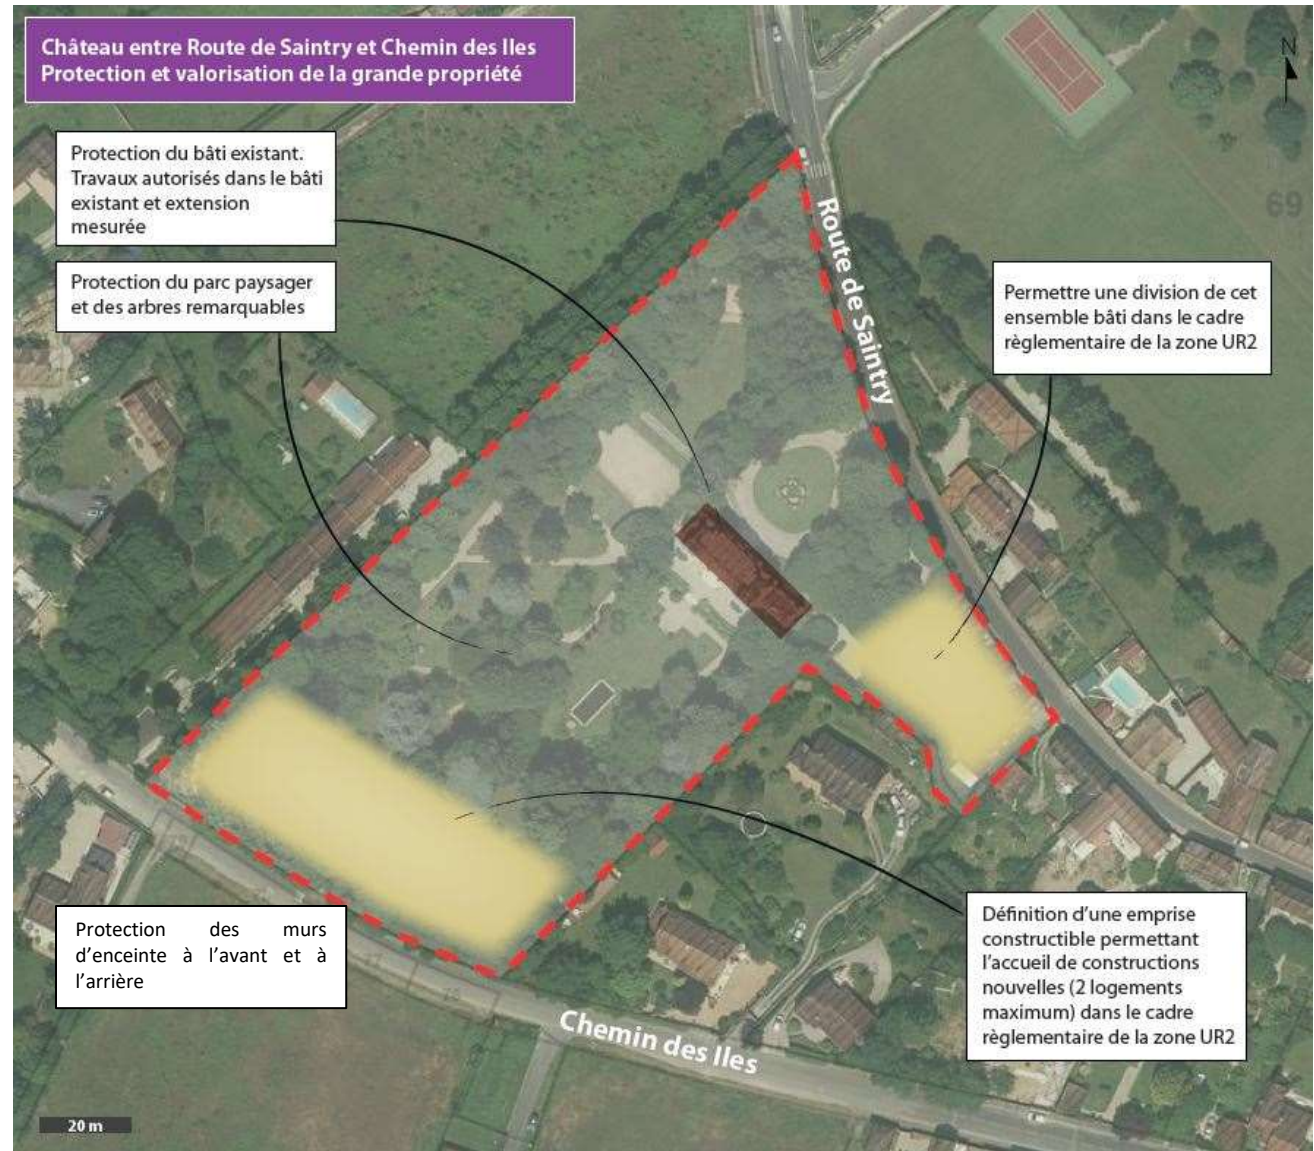 Château entre Route de Saintry et Chemin des Iles
Protection et valorisation de la grande propriété
N
Protection du bâti existant.
Travaux autorisés dans le bâti
existant et extension
mesurée
Protection du parc paysager
et des arbres remarquables
69
Route de Saintry
Permettre une division de cet
ensemble bâti dans le cadre
règlementaire de la zone UR2
Protection des murs
d’enceinte à l’avant et à
l’arrière
Définition d’une emprise
constructible permettant
l’accueil de constructions
nouvelles (2 logements
maximum) dans le cadre
règlementaire de la zone UR2
Chemin des Iles
20 m